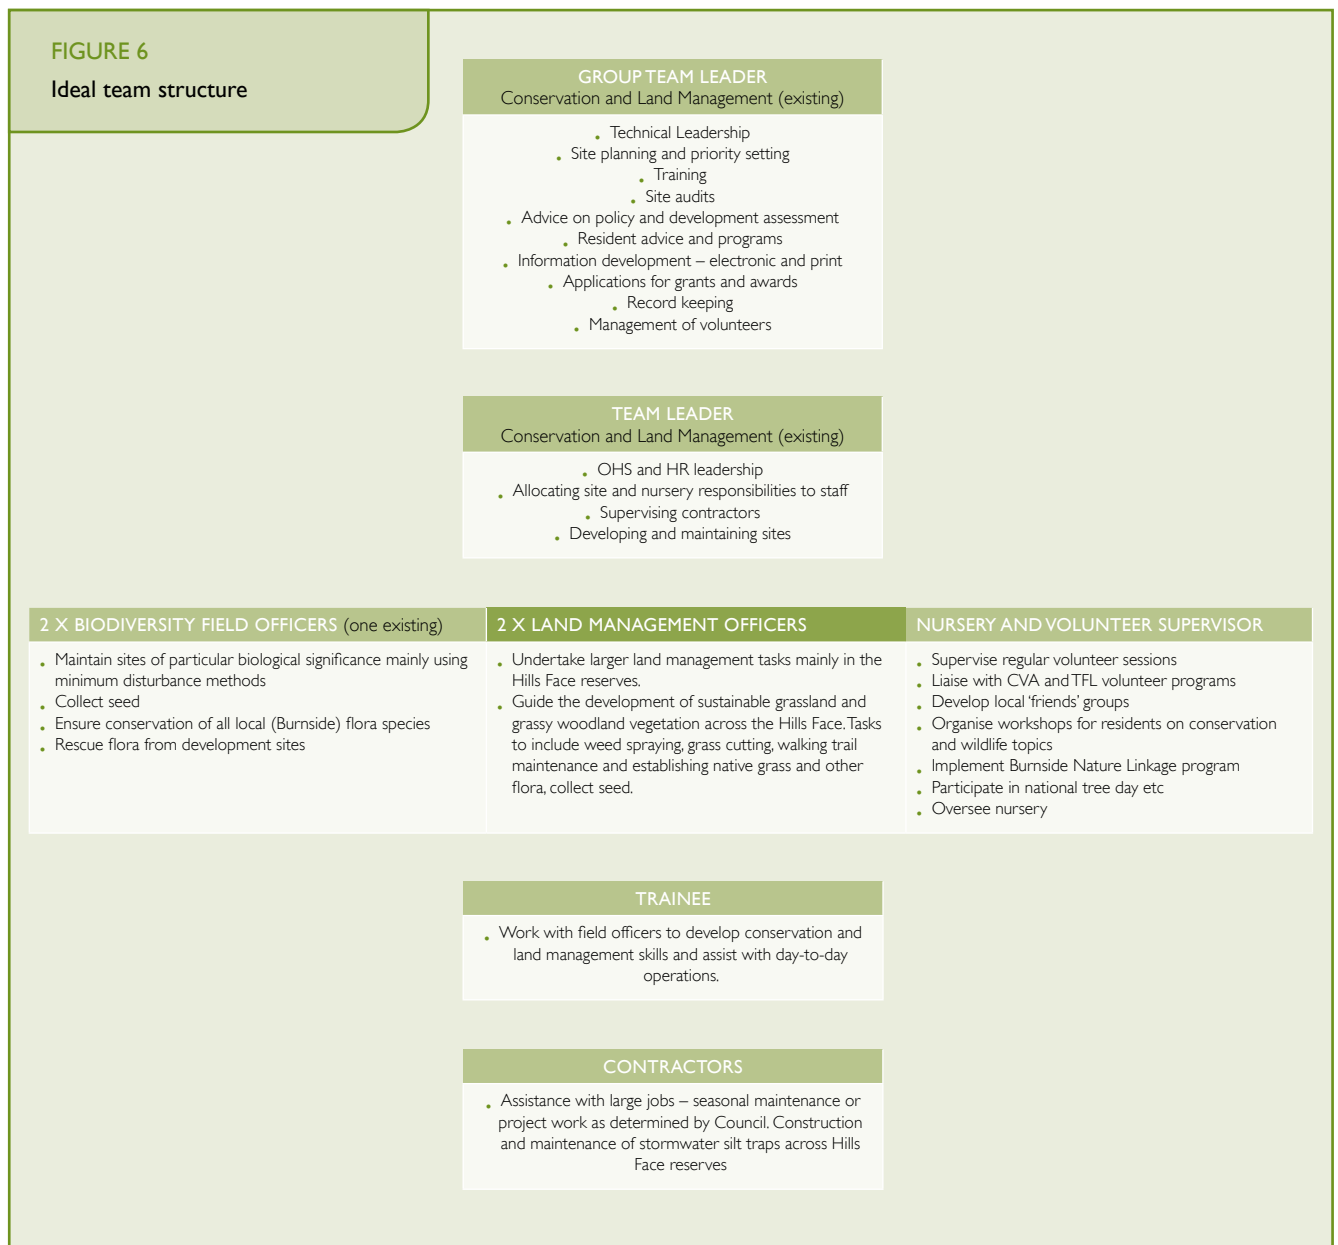 FIGURE 6
Ideal team structure
GROUP TEAM LEADER
Conservation and Land Management (existing)
• Technical Leadership
• Site planning and priority setting
• Training
• Site audits
• Advice on policy and development assessment
• Resident advice and programs
• Information development – electronic and print
• Applications for grants and awards
• Record keeping
• Management of volunteers
TEAM LEADER
Conservation and Land Management (existing)
• OHS and HR leadership
• Allocating site and nursery responsibilities to staff
• Supervising contractors
• Developing and maintaining sites
2 X BIODIVERSITY FIELD OFFICERS (one existing)
• Maintain sites of particular biological significance mainly using
minimum disturbance methods
• Collect seed
• Ensure conservation of all local (Burnside) flora species
• Rescue flora from development sites
2 X LAND MANAGEMENT OFFICERS
• Undertake larger land management tasks mainly in the
Hills Face reserves.
• Guide the development of sustainable grassland and
grassy woodland vegetation across the Hills Face. Tasks
to include weed spraying, grass cutting, walking trail
maintenance and establishing native grass and other
flora, collect seed.
NURSERY AND VOLUNTEER SUPERVISOR
• Supervise regular volunteer sessions
• Liaise with CVA and TFL volunteer programs
• Develop local ‘friends’ groups
• Organise workshops for residents on conservation
and wildlife topics
• Implement Burnside Nature Linkage program
• Participate in national tree day etc
• Oversee nursery
TRAINEE
• Work with field officers to develop conservation and
land management skills and assist with day-to-day
operations.
CONTRACTORS
• Assistance with large jobs – seasonal maintenance or
project work as determined by Council. Construction
and maintenance of stormwater silt traps across Hills
Face reserves